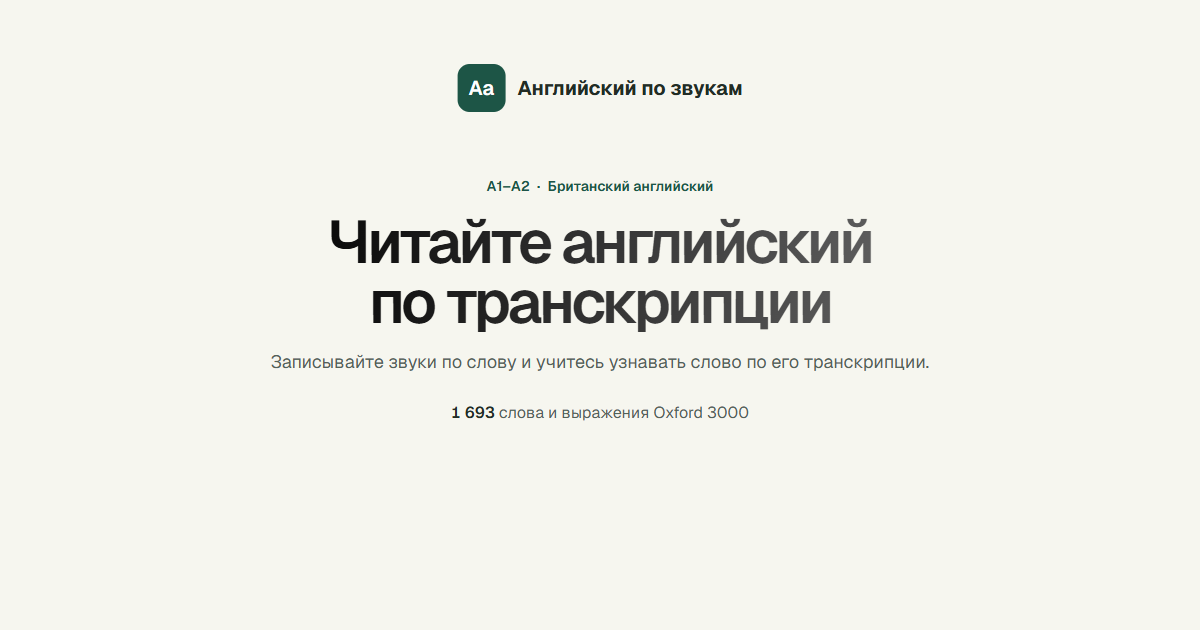 Aa Английский по звукам
A1–A2 · Британский английский
Читайте английский
по транскрипции
Записывайте звуки по слову и учитесь узнавать слово по его транскрипции.
1 693 слова и выражения Oxford 3000